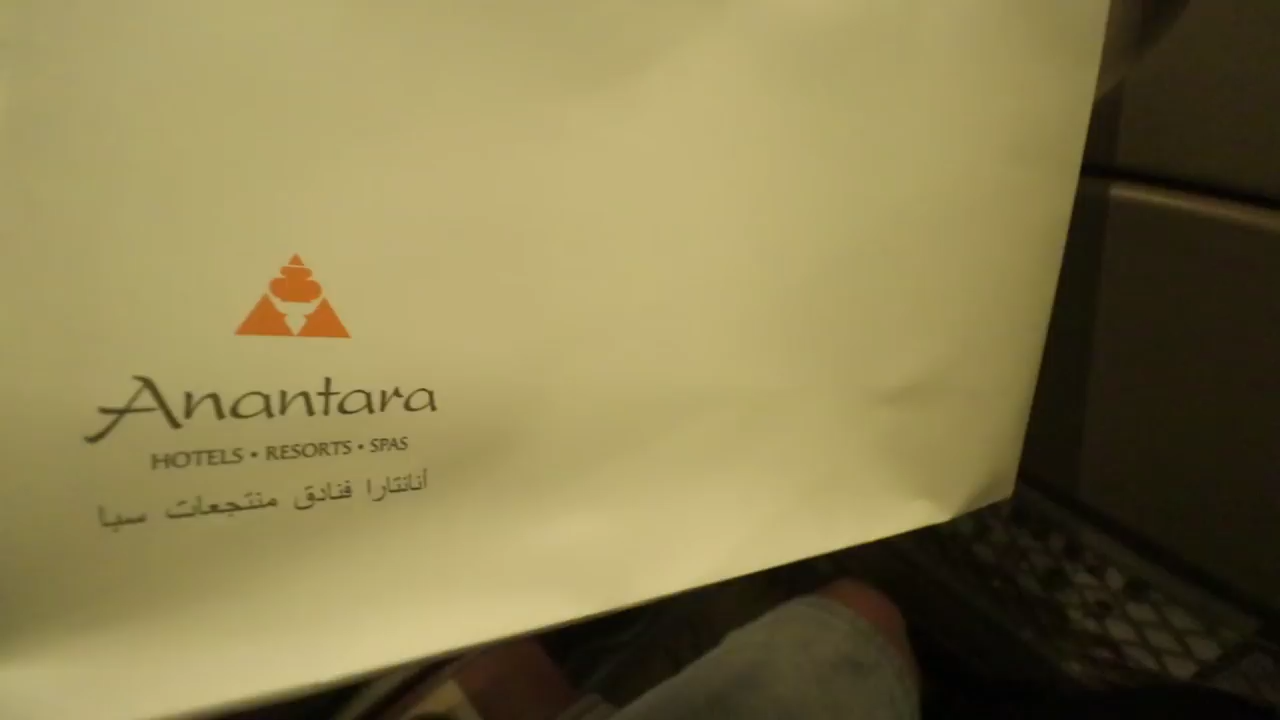 Anantara
HOTELS • RESORTS • SPAS
أنانتارا فنادق منتجعات سبا